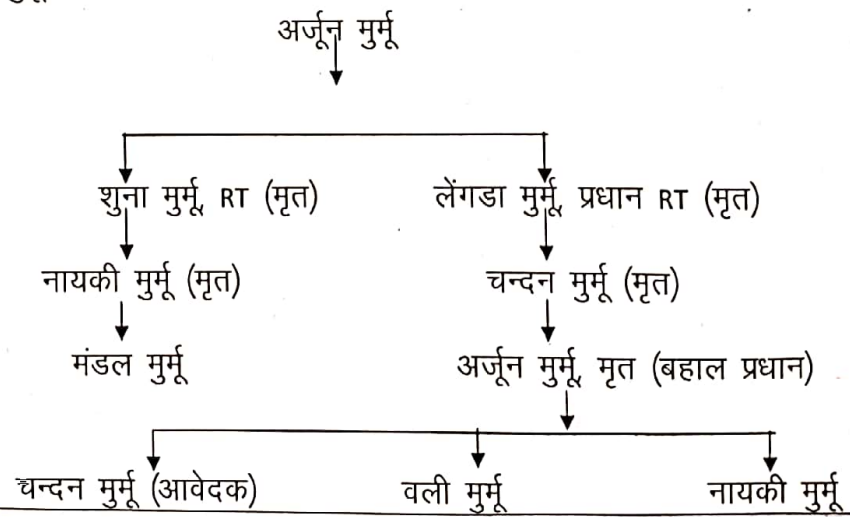 अर्जून मुर्मू
शुना मुर्मू, RT (मृत) लेंगडा मुर्मू, प्रधान RT (मृत)
नायकी मुर्मू (मृत) चन्दन मुर्मू (मृत)
मंडल मुर्मू अर्जून मुर्मू, मृत (बहाल प्रधान)
चन्दन मुर्मू (आवेदक) वली मुर्मू नायकी मुर्मू